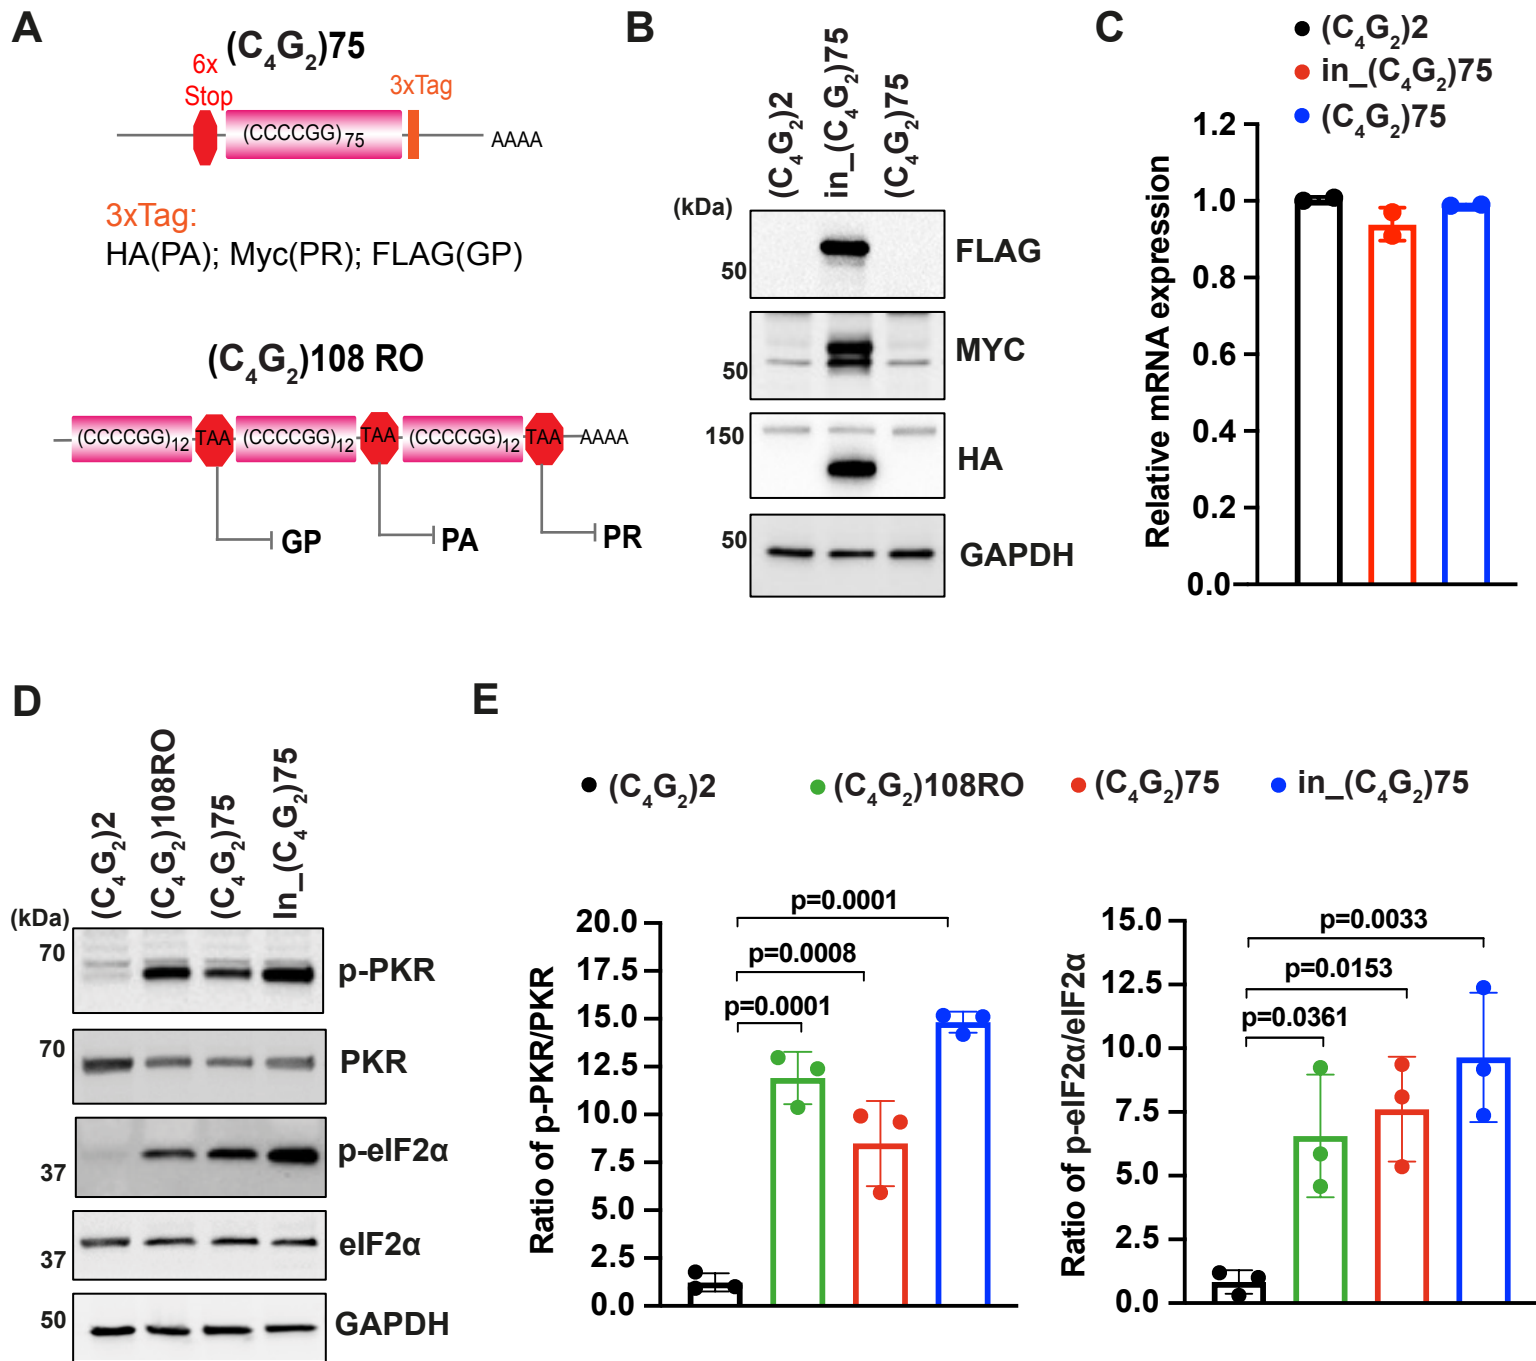 A
(C4G2)75
6x
Stop
3xTag
(CCCCGG)75
AAAA
3xTag:
HA(PA); Myc(PR); FLAG(GP)
(C4G2)108 RO
(CCCCGG)12 TAA (CCCCGG)12 TAA (CCCCGG)12 TAA AAAA
GP
PA
PR
B
(C4G2)2
in_(C4G2)75
(C4G2)75
(kDa)
50
FLAG
50
MYC
150
HA
50
GAPDH
C
(C4G2)2
in_(C4G2)75
(C4G2)75
Relative mRNA expression
1.2
1.0
0.8
0.6
0.4
0.2
0.0
D
(C4G2)2
(C4G2)108RO
(C4G2)75
In_(C4G2)75
(kDa)
70
p-PKR
70
PKR
37
p-eIF2α
37
eIF2α
50
GAPDH
E
(C4G2)2
(C4G2)108RO
(C4G2)75
in_(C4G2)75
Ratio of p-PKR/PKR
20.0
17.5
15.0
12.5
10.0
7.5
5.0
2.5
0.0
p=0.0001
p=0.0008
p=0.0001
Ratio of p-eIF2α/eIF2α
15.0
12.5
10.0
7.5
5.0
2.5
0.0
p=0.0033
p=0.0153
p=0.0361